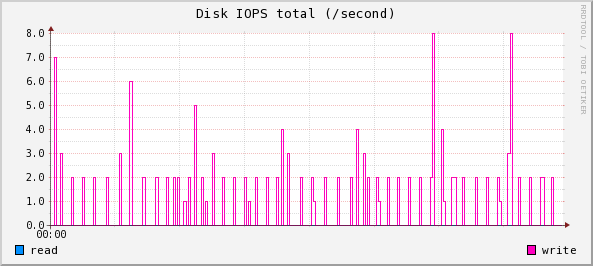 Disk IOPS total (/second)
RRDTOOL / TOBI OETIKER
8.0
7.0
6.0
5.0
4.0
3.0
2.0
1.0
0.0
00:00
read
write